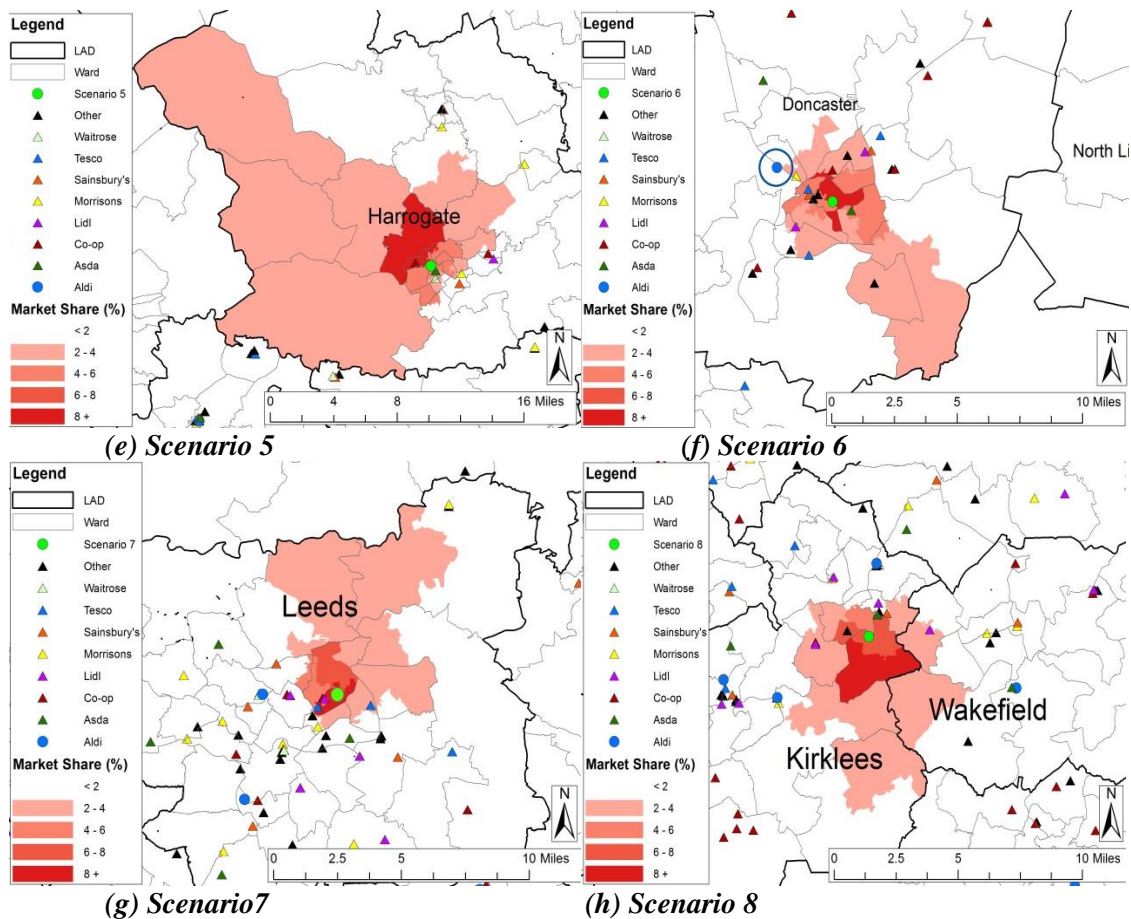 Legend
LAD
Ward
Scenario 5
Other
Waitrose
Tesco
Sainsbury's
Morrisons
Lidl
Co-op
Asda
Aldi
Market Share (%)
< 2
2 - 4
4 - 6
6 - 8
8 +
Harrogate
N
0 4 8 16 Miles
(e) Scenario 5
Legend
LAD
Ward
Scenario 6
Other
Waitrose
Tesco
Sainsbury's
Morrisons
Lidl
Co-op
Asda
Aldi
Market Share (%)
< 2
2 - 4
4 - 6
6 - 8
8 +
Doncaster
North Li
N
0 2.5 5 10 Miles
(f) Scenario 6
Legend
LAD
Ward
Scenario 7
Other
Waitrose
Tesco
Sainsbury's
Morrisons
Lidl
Co-op
Asda
Aldi
Market Share (%)
< 2
2 - 4
4 - 6
6 - 8
8 +
Leeds
N
0 2.5 5 10 Miles
(g) Scenario7
Legend
LAD
Ward
Scenario 8
Other
Waitrose
Tesco
Sainsbury's
Morrisons
Lidl
Co-op
Asda
Aldi
Market Share (%)
< 2
2 - 4
4 - 6
6 - 8
8 +
Wakefield
Kirklees
N
0 2.5 5 10 Miles
(h) Scenario 8